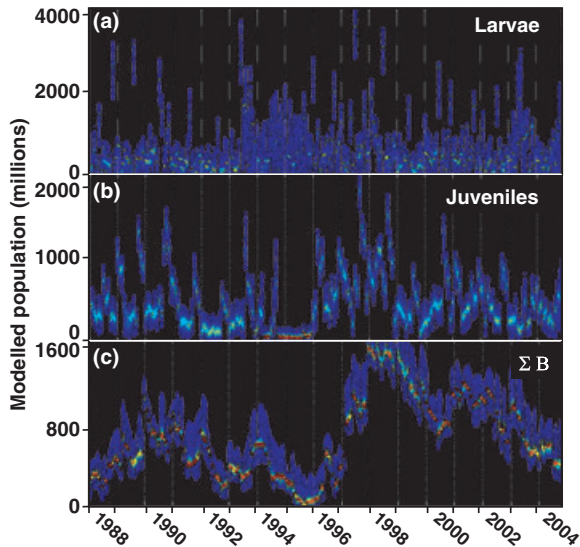 (a)
Larvae
4000
2000
0
(b)
Juveniles
2000
1000
0
(c)
Σ B
1600
800
0
Modelled population (millions)
1988
1990
1992
1994
1996
1998
2000
2002
2004